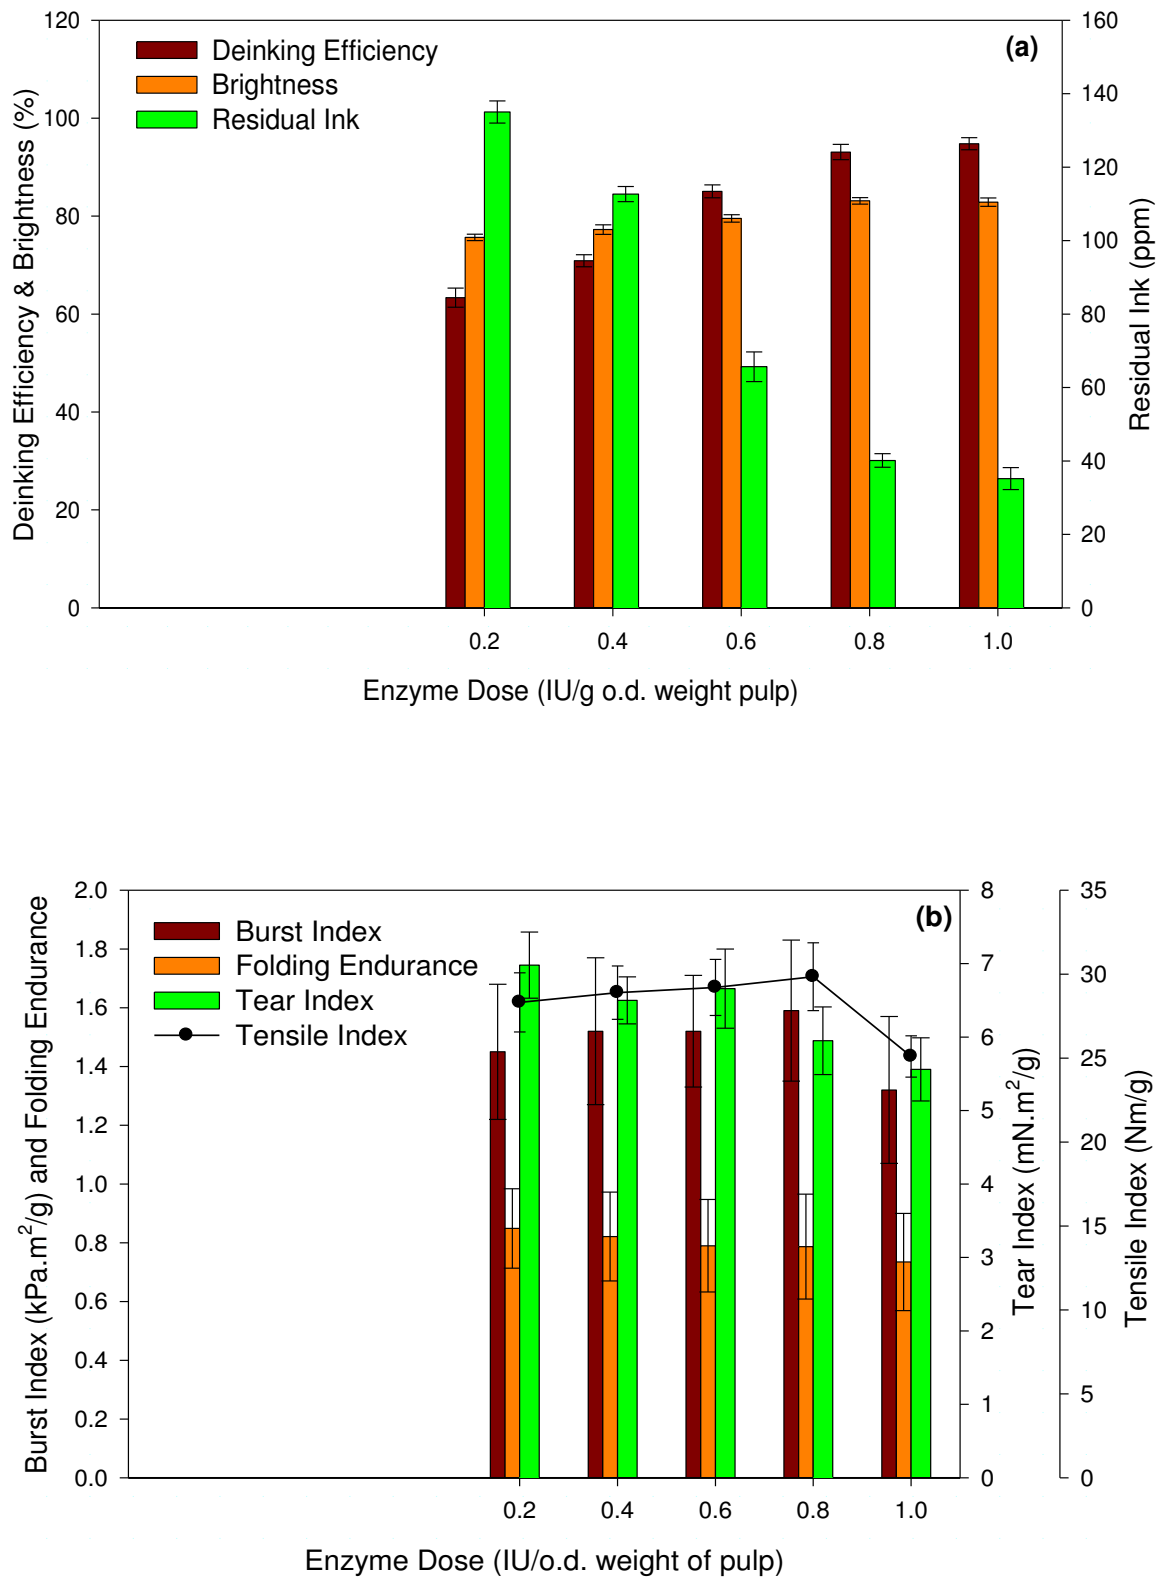 (a)
Deinking Efficiency
Brightness
Residual Ink
Deinking Efficiency & Brightness (%)
120
100
80
60
40
20
0
Residual Ink (ppm)
160
140
120
100
80
60
40
20
0
0.2 0.4 0.6 0.8 1.0
Enzyme Dose (IU/g o.d. weight pulp)
(b)
Burst Index
Folding Endurance
Tear Index
Tensile Index
Burst Index (kPa.m²/g) and Folding Endurance
2.0
1.8
1.6
1.4
1.2
1.0
0.8
0.6
0.4
0.2
0.0
Tear Index (mN.m²/g)
8
7
6
5
4
3
2
1
0
Tensile Index (Nm/g)
35
30
25
20
15
10
5
0
0.2 0.4 0.6 0.8 1.0
Enzyme Dose (IU/o.d. weight of pulp)